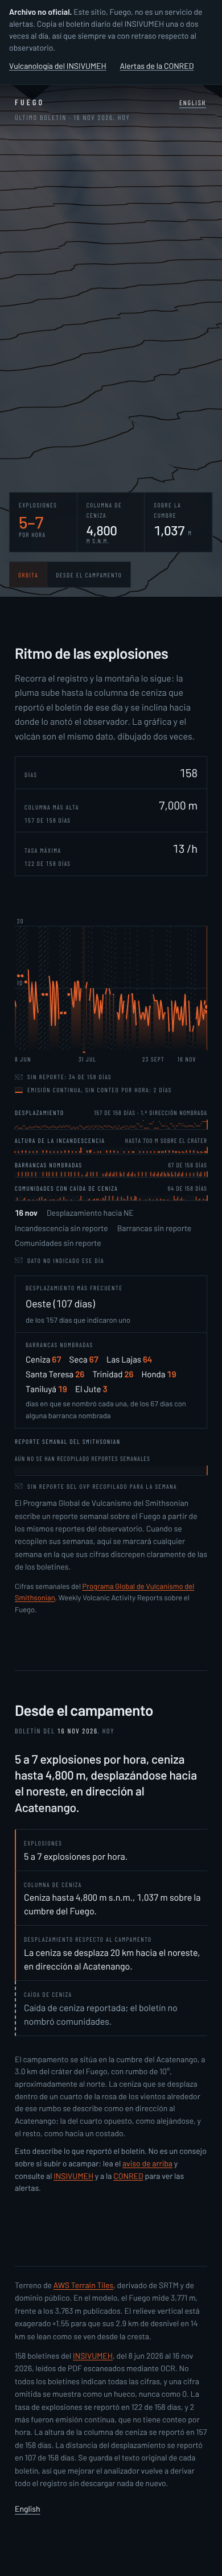 Archivo no oficial. Este sitio, Fuego, no es un servicio de
alertas. Copia el boletín diario del INSIVUMEH una o dos
veces al día, así que siempre va con retraso respecto al
observatorio.
Vulcanología del INSIVUMEH Alertas de la CONRED
FUEGO ENGLISH
ÚLTIMO BOLETÍN · 16 NOV 2026, HOY
EXPLOSIONES
5–7
POR HORA
COLUMNA DE
CENIZA
4,800
M S.N.M.
SOBRE LA
CUMBRE
1,037 M
ÓRBITA DESDE EL CAMPAMENTO
Ritmo de las explosiones
Recorra el registro y la montaña lo sigue: la
pluma sube hasta la columna de ceniza que
reportó el boletín de ese día y se inclina hacia
donde lo anotó el observador. La gráfica y el
volcán son el mismo dato, dibujado dos veces.
DÍAS 158
COLUMNA MÁS ALTA 7,000 m
157 DE 158 DÍAS
TASA MÁXIMA 13 /h
122 DE 158 DÍAS
20
10
8 JUN 31 JUL 23 SEPT 16 NOV
SIN REPORTE: 34 DE 158 DÍAS
EMISIÓN CONTINUA, SIN CONTEO POR HORA: 2 DÍAS
DESPLAZAMIENTO 157 DE 158 DÍAS · 1.ª DIRECCIÓN NOMBRADA
ALTURA DE LA INCANDESCENCIA HASTA 700 M SOBRE EL CRÁTER
BARRANCAS NOMBRADAS 67 DE 158 DÍAS
COMUNIDADES CON CAÍDA DE CENIZA 64 DE 158 DÍAS
16 nov Desplazamiento hacia NE
Incandescencia sin reporte Barrancas sin reporte
Comunidades sin reporte
DATO NO INDICADO ESE DÍA
DESPLAZAMIENTO MÁS FRECUENTE
Oeste (107 días)
de los 157 días que indicaron uno
BARRANCAS NOMBRADAS
Ceniza 67 Seca 67 Las Lajas 64
Santa Teresa 26 Trinidad 26 Honda 19
Taniluyá 19 El Jute 3
días en que se nombró cada una, de los 67 días con
alguna barranca nombrada
REPORTE SEMANAL DEL SMITHSONIAN
AÚN NO SE HAN RECOPILADO REPORTES SEMANALES
SIN REPORTE DEL GVP RECOPILADO PARA LA SEMANA
El Programa Global de Vulcanismo del Smithsonian
escribe un reporte semanal sobre el Fuego a partir de
los mismos reportes del observatorio. Cuando se
recopilen sus semanas, aquí se marcará cualquier
semana en la que sus cifras discrepen claramente de las
de los boletines.
Cifras semanales del Programa Global de Vulcanismo del
Smithsonian, Weekly Volcanic Activity Reports sobre el
Fuego.
Desde el campamento
BOLETÍN DEL 16 NOV 2026, HOY
5 a 7 explosiones por hora, ceniza
hasta 4,800 m, desplazándose hacia
el noreste, en dirección al
Acatenango.
EXPLOSIONES
5 a 7 explosiones por hora.
COLUMNA DE CENIZA
Ceniza hasta 4,800 m s.n.m., 1,037 m sobre la
cumbre del Fuego.
DESPLAZAMIENTO RESPECTO AL CAMPAMENTO
La ceniza se desplaza 20 km hacia el noreste,
en dirección al Acatenango.
CAÍDA DE CENIZA
Caída de ceniza reportada; el boletín no
nombró comunidades.
El campamento se sitúa en la cumbre del Acatenango, a
3.0 km del cráter del Fuego, con rumbo de 10°,
aproximadamente al norte. La ceniza que se desplaza
dentro de un cuarto de la rosa de los vientos alrededor
de ese rumbo se describe como en dirección al
Acatenango; la del cuarto opuesto, como alejándose, y
el resto, como hacia un costado.
Esto describe lo que reportó el boletín. No es un consejo
sobre si subir o acampar: lea el aviso de arriba y
consulte al INSIVUMEH y a la CONRED para ver las
alertas.
Terreno de AWS Terrain Tiles, derivado de SRTM y de
dominio público. En el modelo, el Fuego mide 3,771 m,
frente a los 3,763 m publicados. El relieve vertical está
exagerado ×1.55 para que sus 2.9 km de desnivel en 14
km se lean como se ven desde la cresta.
158 boletines del INSIVUMEH, del 8 jun 2026 al 16 nov
2026, leídos de PDF escaneados mediante OCR. No
todos los boletines indican todas las cifras, y una cifra
omitida se muestra como un hueco, nunca como 0. La
tasa de explosiones se reportó en 122 de 158 días, y 2
más fueron emisión continua, que no tiene conteo por
hora. La altura de la columna de ceniza se reportó en 157
de 158 días. La distancia del desplazamiento se reportó
en 107 de 158 días. Se guarda el texto original de cada
boletín, así que mejorar el analizador vuelve a derivar
todo el registro sin descargar nada de nuevo.
English